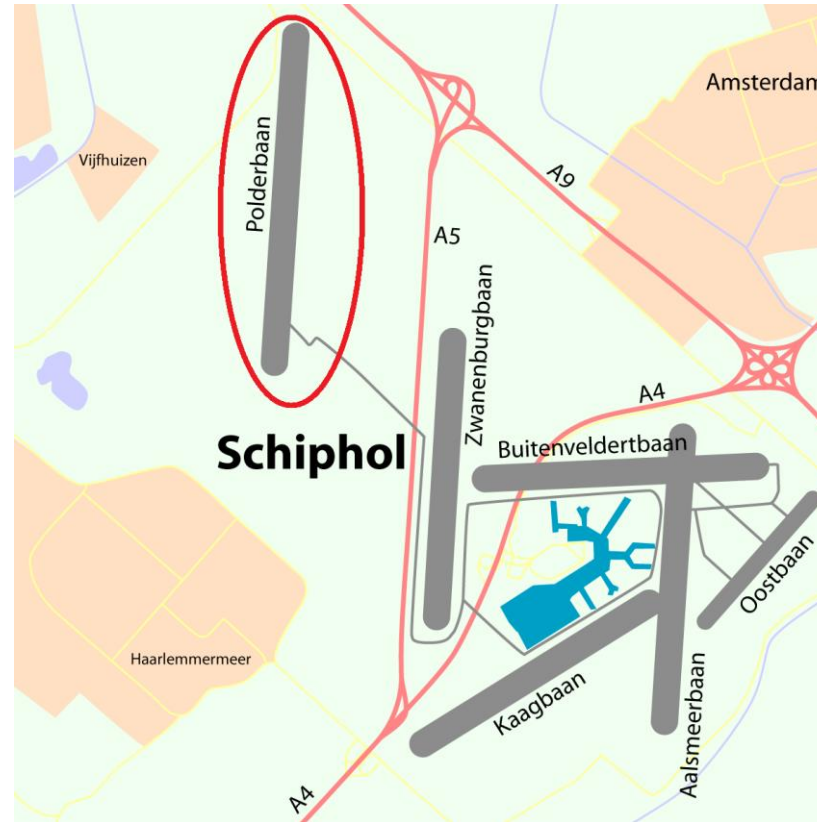 Amsterdam
Vijfhuizen
Polderbaan
A9
A5
Zwanenburgbaan
A4
Schiphol
Buitenveldertbaan
Oostbaan
Haarlemmermeer
Kaagbaan
Aalsmeerbaan
A4